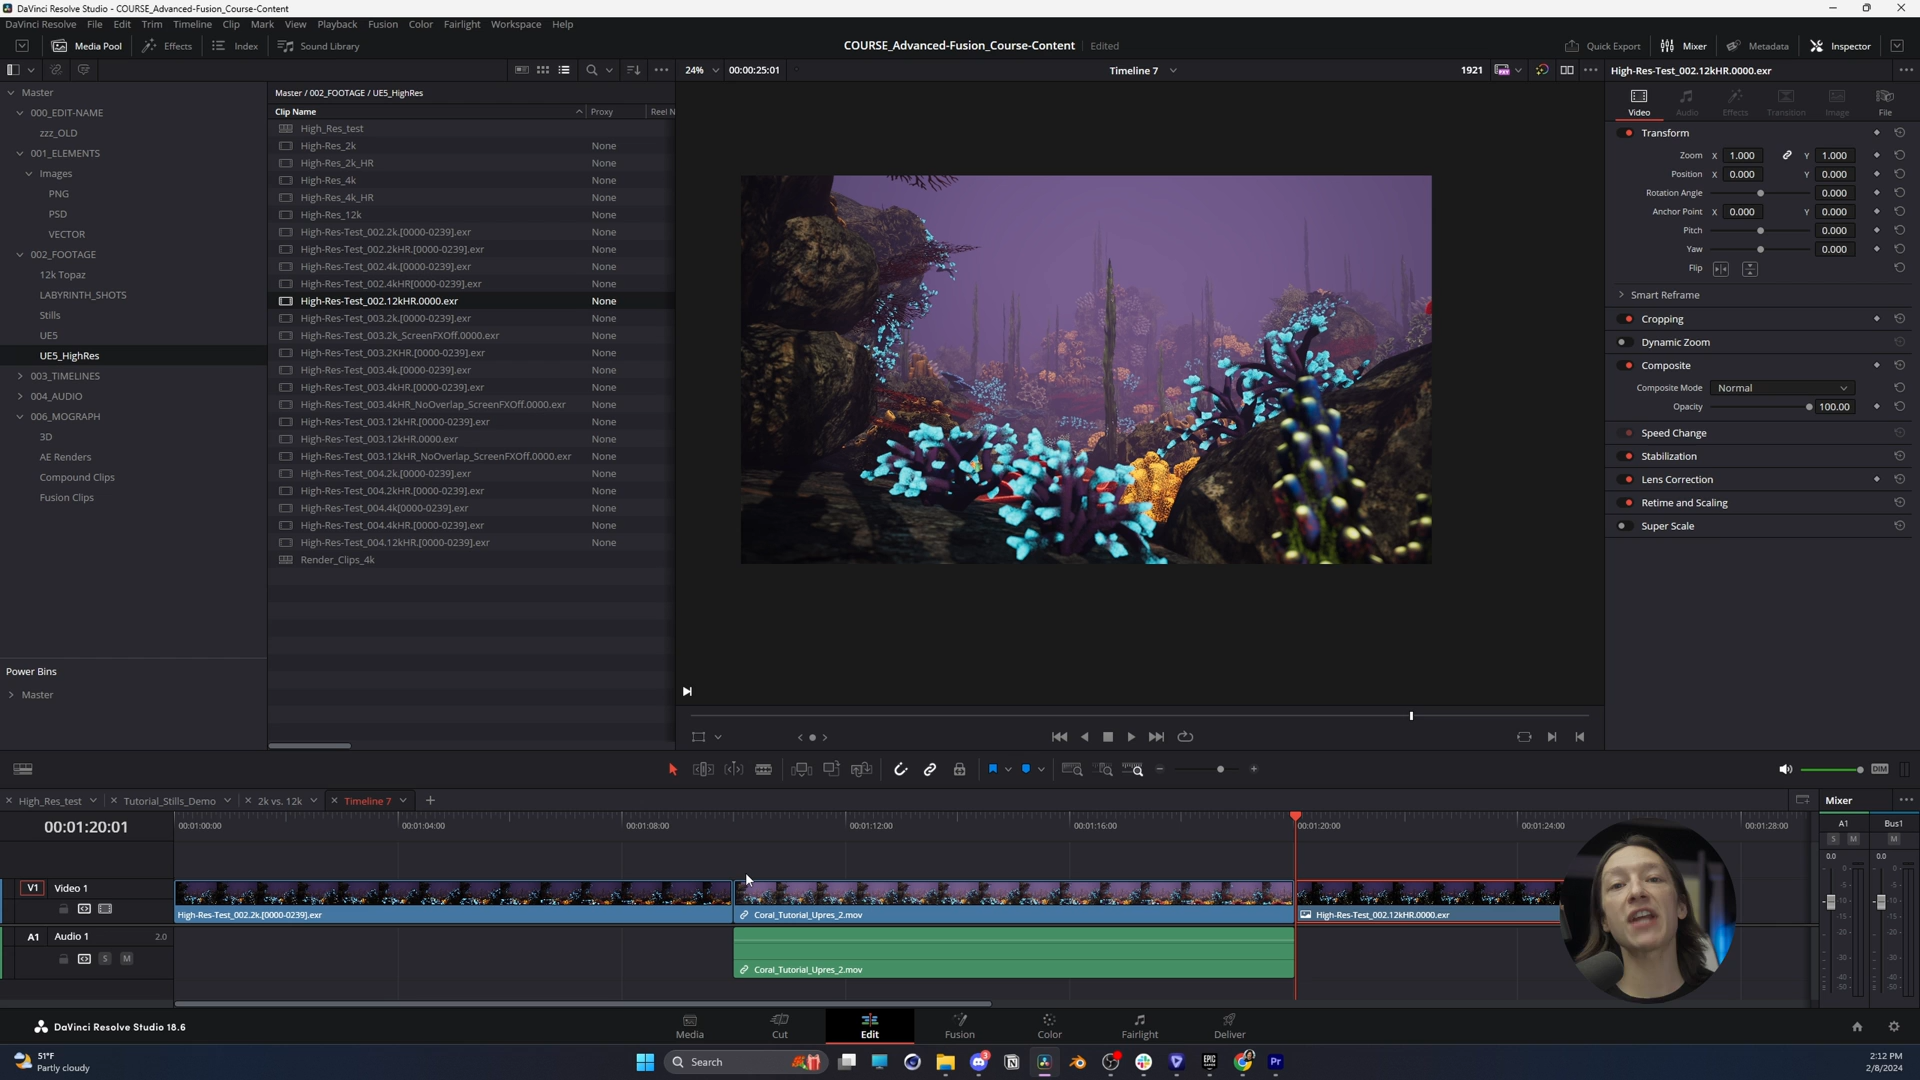 DaVinci Resolve Studio - COURSE_Advanced-Fusion_Course-Content
DaVinci Resolve File Edit Trim Timeline Clip Mark View Playback Fusion Color Fairlight Workspace Help
Media Pool Effects Index Sound Library
COURSE_Advanced-Fusion_Course-Content Edited
Quick Export Mixer Metadata Inspector
24% 00:00:25:01 Timeline 7 1921
High-Res-Test_002.12kHR.0000.exr
Master
000_EDIT-NAME
zzz_OLD
001_ELEMENTS
Images
PNG
PSD
VECTOR
002_FOOTAGE
12k Topaz
LABYRINTH_SHOTS
Stills
UE5
UE5_HighRes
003_TIMELINES
004_AUDIO
006_MOGRAPH
3D
AE Renders
Compound Clips
Fusion Clips
Power Bins
Master
Master / 002_FOOTAGE / UE5_HighRes
Clip Name Proxy Reel N
High_Res_test
High-Res_2k None
High-Res_2k_HR None
High-Res_4k None
High-Res_4k_HR None
High-Res_12k None
High-Res-Test_002.2k.[0000-0239].exr None
High-Res-Test_002.2kHR.[0000-0239].exr None
High-Res-Test_002.4k.[0000-0239].exr None
High-Res-Test_002.4kHR[0000-0239].exr None
High-Res-Test_002.12kHR.0000.exr None
High-Res-Test_003.2k.[0000-0239].exr None
High-Res-Test_003.2k_ScreenFXOff.0000.exr None
High-Res-Test_003.2KHR.[0000-0239].exr None
High-Res-Test_003.4k.[0000-0239].exr None
High-Res-Test_003.4kHR.[0000-0239].exr None
High-Res-Test_003.4kHR_NoOverlap_ScreenFXOff.0000.exr None
High-Res-Test_003.12kHR.[0000-0239].exr None
High-Res-Test_003.12kHR.0000.exr None
High-Res-Test_003.12kHR_NoOverlap_ScreenFXOff.0000.exr None
High-Res-Test_004.2k.[0000-0239].exr None
High-Res-Test_004.2kHR.[0000-0239].exr None
High-Res-Test_004.4k[0000-0239].exr None
High-Res-Test_004.4kHR.[0000-0239].exr None
High-Res-Test_004.12kHR.[0000-0239].exr None
Render_Clips_4k
Video Audio Effects Transition Image File
Transform
Zoom X 1.000 Y 1.000
Position X 0.000 Y 0.000
Rotation Angle 0.000
Anchor Point X 0.000 Y 0.000
Pitch 0.000
Yaw 0.000
Flip
Smart Reframe
Cropping
Dynamic Zoom
Composite
Composite Mode Normal
Opacity 100.00
Speed Change
Stabilization
Lens Correction
Retime and Scaling
Super Scale
DIM
High_Res_test Tutorial_Stills_Demo 2k vs. 12k Timeline 7
Mixer
00:01:20:01
00:01:00:00 00:01:04:00 00:01:08:00 00:01:12:00 00:01:16:00 00:01:20:00 00:01:24:00 00:01:28:00
A1 Bus1
S M M
0.0 0.0
V1 Video 1
High-Res-Test_002.2k.[0000-0239].exr Coral_Tutorial_Upres_2.mov High-Res-Test_002.12kHR.0000.exr
A1 Audio 1 2.0
S M
Coral_Tutorial_Upres_2.mov
DaVinci Resolve Studio 18.6
Media Cut Edit Fusion Color Fairlight Deliver
51°F
Partly cloudy
Search
2:12 PM
2/8/2024